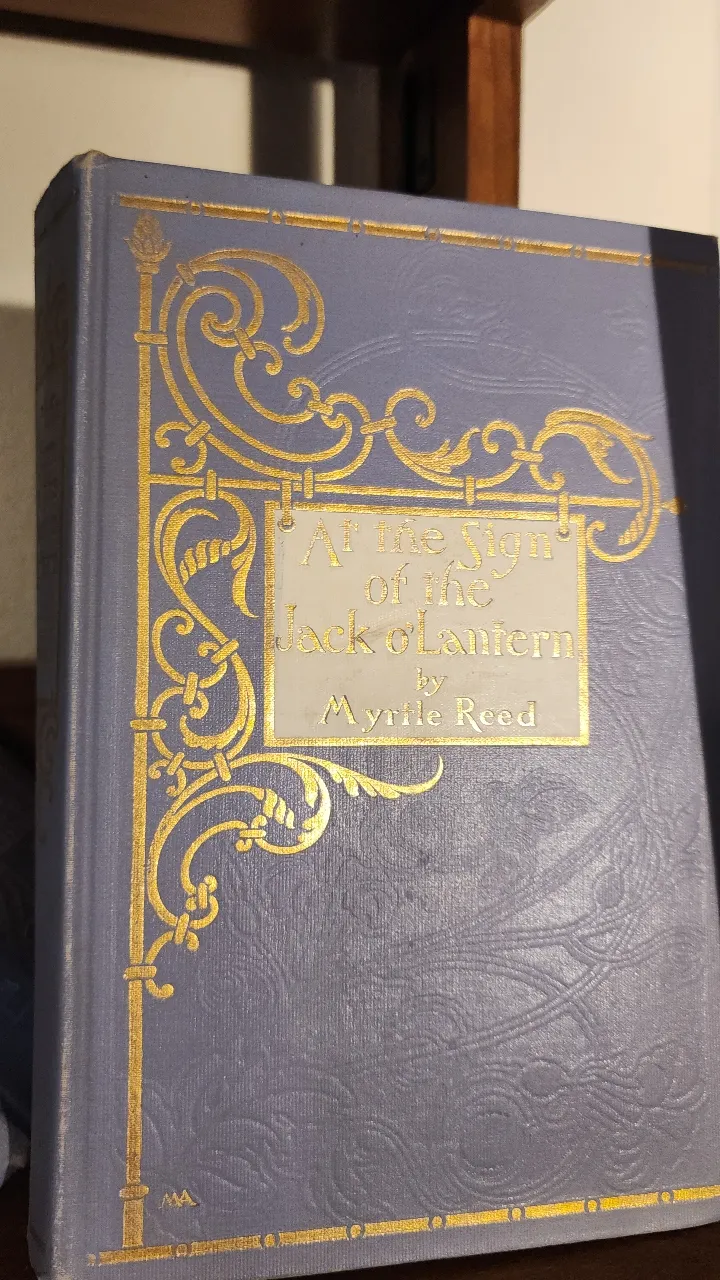 At the Sign
of the
Jack o'Lantern
by
Myrtle Reed
MA